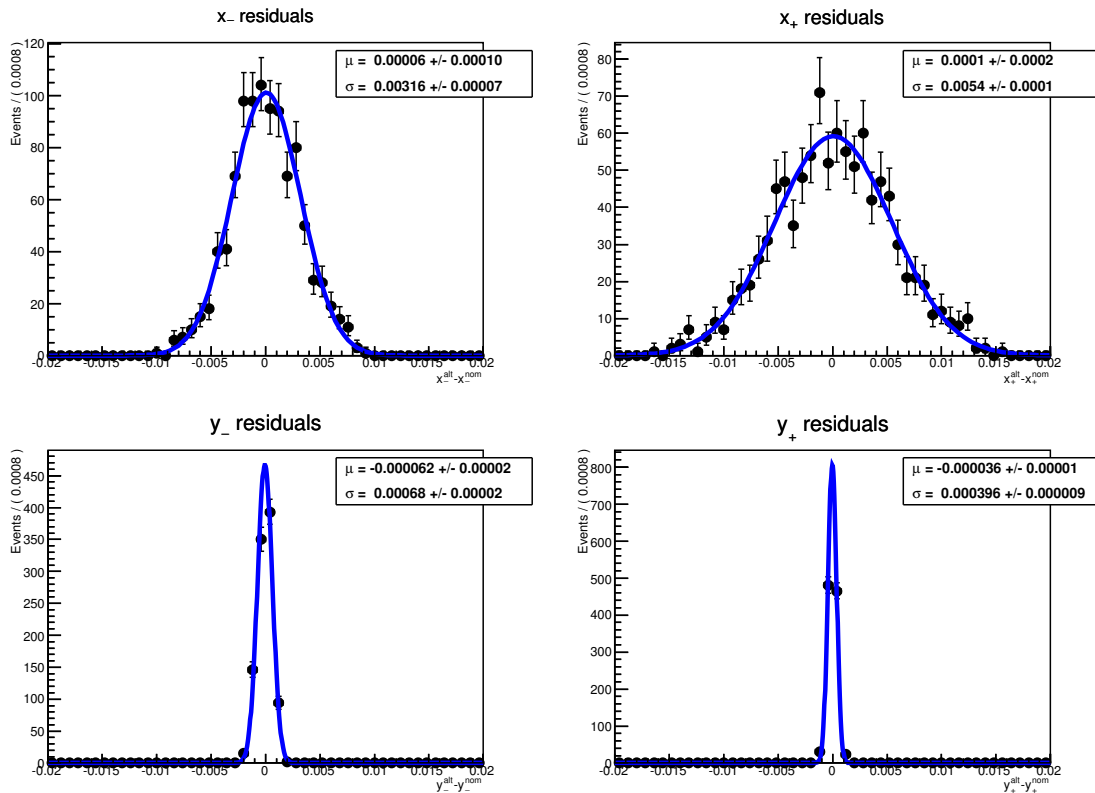 x₋ residuals
Events / ( 0.0008 )
120
100
80
60
40
20
0
μ = 0.00006 +/- 0.00010
σ = 0.00316 +/- 0.00007
-0.02 -0.015 -0.01 -0.005 0 0.005 0.01 0.015 0.02
x₋^alt-x₋^nom
x₊ residuals
Events / ( 0.0008 )
80
70
60
50
40
30
20
10
0
μ = 0.0001 +/- 0.0002
σ = 0.0054 +/- 0.0001
-0.02 -0.015 -0.01 -0.005 0 0.005 0.01 0.015 0.02
x₊^alt-x₊^nom
y₋ residuals
Events / ( 0.0008 )
450
400
350
300
250
200
150
100
50
0
μ = -0.000062 +/- 0.00002
σ = 0.00068 +/- 0.00002
-0.02 -0.015 -0.01 -0.005 0 0.005 0.01 0.015 0.02
y₋^alt-y₋^nom
y₊ residuals
Events / ( 0.0008 )
800
700
600
500
400
300
200
100
0
μ = -0.000036 +/- 0.00001
σ = 0.000396 +/- 0.000009
-0.02 -0.015 -0.01 -0.005 0 0.005 0.01 0.015 0.02
y₊^alt-y₊^nom